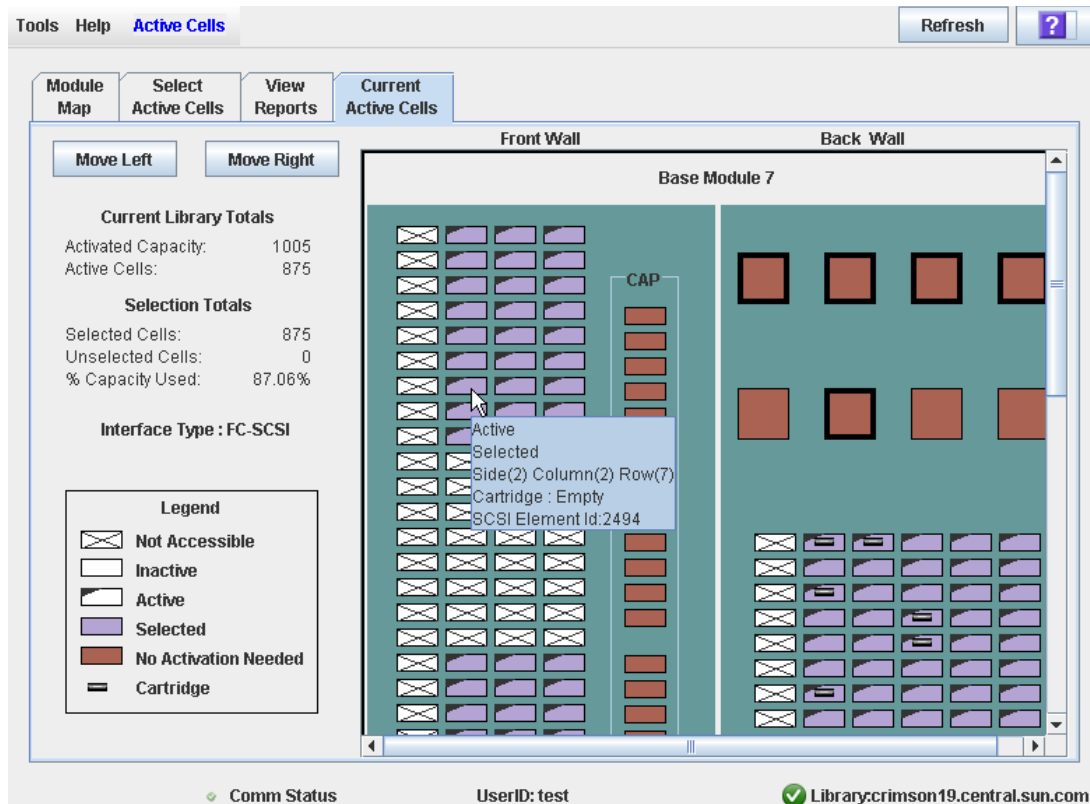 Tools Help Active Cells Refresh ?
Module Map
Select Active Cells
View Reports
Current Active Cells
Move Left Move Right
Front Wall Back Wall
Base Module 7
Current Library Totals
Activated Capacity: 1005
Active Cells: 875
Selection Totals
Selected Cells: 875
Unselected Cells: 0
% Capacity Used: 87.06%
Interface Type : FC-SCSI
CAP
Active
Selected
Side(2) Column(2) Row(7)
Cartridge : Empty
SCSI Element Id:2494
Legend
Not Accessible
Inactive
Active
Selected
No Activation Needed
Cartridge
Comm Status UserID: test Library:crimson19.central.sun.com